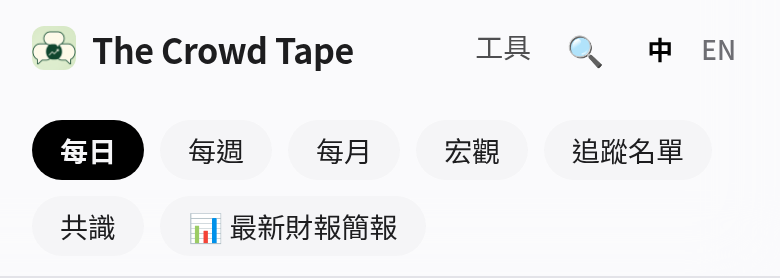 The Crowd Tape 工具 🔍 中 EN
每日 每週 每月 宏觀 追蹤名單
共識 📊 最新財報簡報